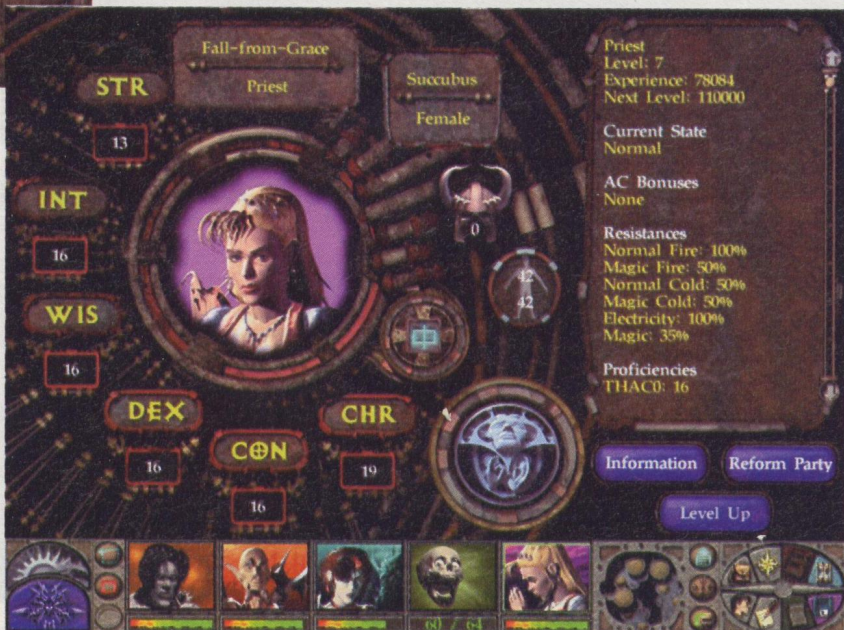 Fall-from-Grace
Priest
Succubus
Female
STR
13
INT
16
WIS
16
DEX
16
CON
16
CHR
19
0
42
42
Priest
Level: 7
Experience: 78084
Next Level: 110000
Current State
Normal
AC Bonuses
None
Resistances
Normal Fire: 100%
Magic Fire: 50%
Normal Cold: 50%
Magic Cold: 50%
Electricity: 100%
Magic: 35%
Proficiencies
THAC0: 16
Information
Reform Party
Level Up
60 / 64